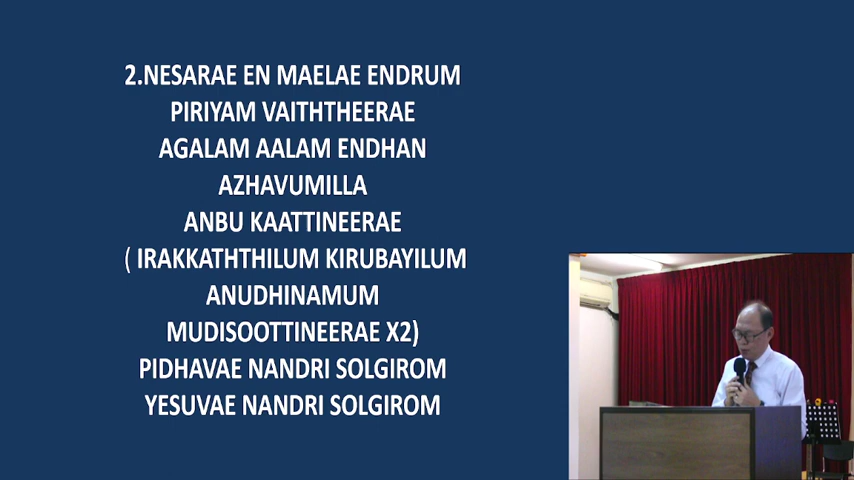 2.NESARAE EN MAELAE ENDRUM
PIRIYAM VAITHTHEERAE
AGALAM AALAM ENDHAN
AZHAVUMILLA
ANBU KAATTINEERAE
( IRAKKATHTHILUM KIRUBAYILUM
ANUDHINAMUM
MUDISOOTTINEERAE X2)
PIDHAVAE NANDRI SOLGIROM
YESUVAE NANDRI SOLGIROM